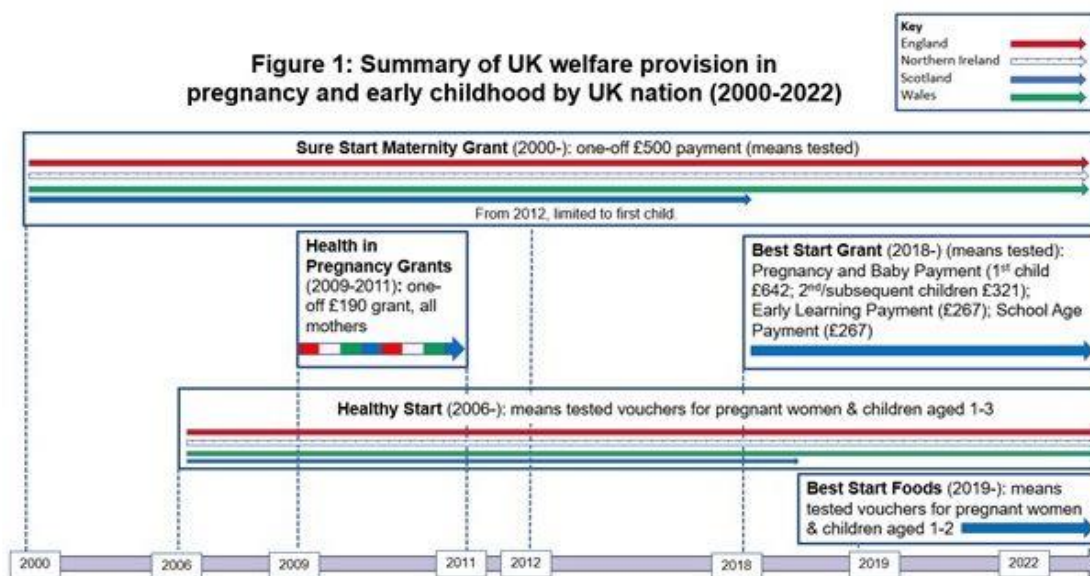 Key
England
Northern Ireland
Scotland
Wales
Figure 1: Summary of UK welfare provision in
pregnancy and early childhood by UK nation (2000-2022)
Sure Start Maternity Grant (2000-): one-off £500 payment (means tested)
From 2012, limited to first child.
Health in
Pregnancy Grants
(2009-2011): one-
off £190 grant, all
mothers
Best Start Grant (2018-) (means tested):
Pregnancy and Baby Payment (1st child
£642; 2nd/subsequent children £321);
Early Learning Payment (£267); School Age
Payment (£267)
Healthy Start (2006-): means tested vouchers for pregnant women & children aged 1-3
Best Start Foods (2019-): means
tested vouchers for pregnant women
& children aged 1-2
2000
2006
2009
2011
2012
2018
2019
2022